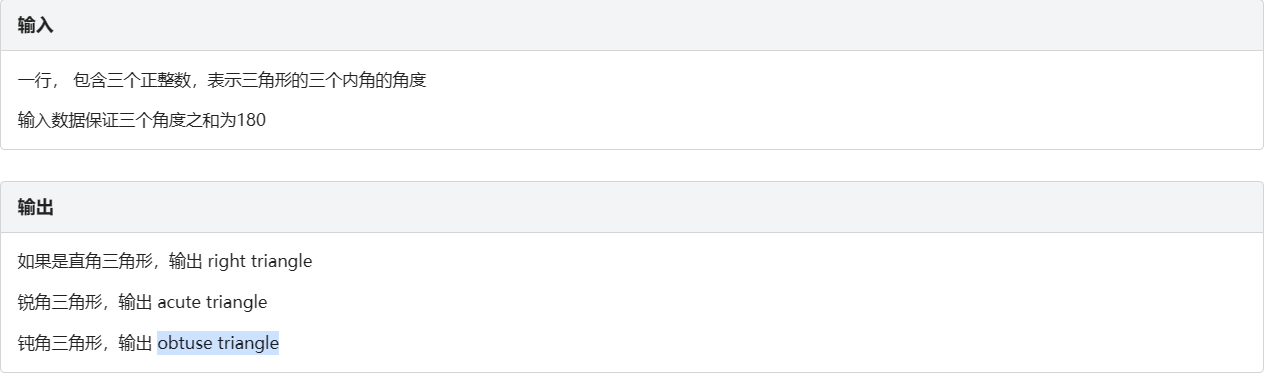 输入
一行， 包含三个正整数，表示三角形的三个内角的角度
输入数据保证三个角度之和为180
输出
如果是直角三角形，输出 right triangle
锐角三角形，输出 acute triangle
钝角三角形，输出 obtuse triangle